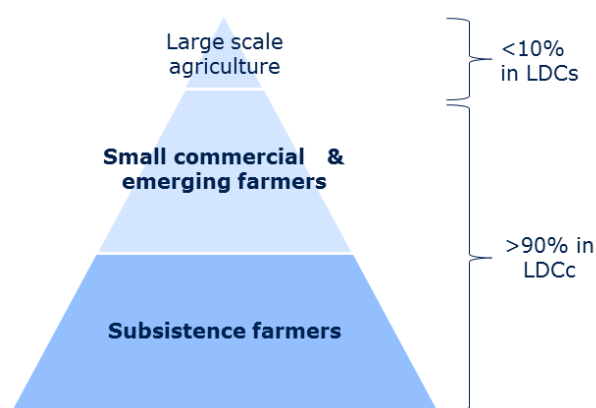 Large scale
agriculture
<10%
in LDCs
Small commercial &
emerging farmers
>90% in
LDCc
Subsistence farmers